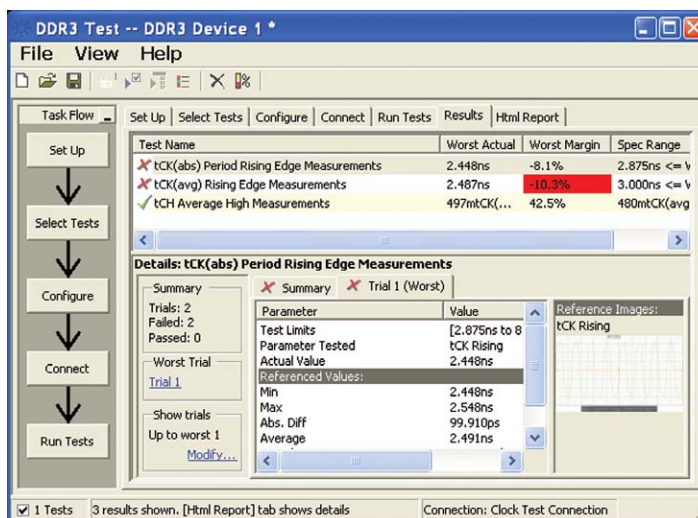 DDR3 Test -- DDR3 Device 1 *
File View Help
Task Flow
Set Up
Select Tests
Configure
Connect
Run Tests
Set Up Select Tests Configure Connect Run Tests Results Html Report
Test Name Worst Actual Worst Margin Spec Range
tCK(abs) Period Rising Edge Measurements 2.448ns -8.1% 2.875ns <=
tCK(avg) Rising Edge Measurements 2.487ns -10.3% 3.000ns <=
tCH Average High Measurements 497mtCK(... 42.5% 480mtCK(avg
Details: tCK(abs) Period Rising Edge Measurements
Summary
Trials: 2
Failed: 2
Passed: 0
Worst Trial
Trial 1
Show trials
Up to worst 1
Modify...
Summary Trial 1 (Worst)
Parameter Value
Test Limits [2.875ns to 8
Parameter Tested tCK Rising
Actual Value 2.448ns
Referenced Values:
Min 2.448ns
Max 2.548ns
Abs. Diff 99.910ps
Average 2.491ns
Reference Images:
tCK Rising
1 Tests 3 results shown. [Html Report] tab shows details Connection: Clock Test Connection